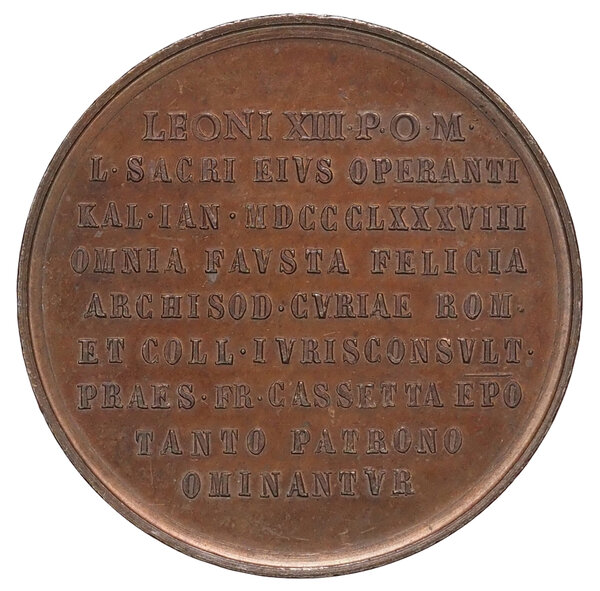 LEONI XIII·P·O·M·
L·SACRI EIVS OPERANTI
KAL·IAN·MDCCCLXXXVIII
OMNIA FAVSTA FELICIA
ARCHISOD·CVRIAE ROM·
ET COLL·IVRISCONSVLT·
PRAES·FR·CASSETTA EPO
TANTO PATRONO
OMINANTVR